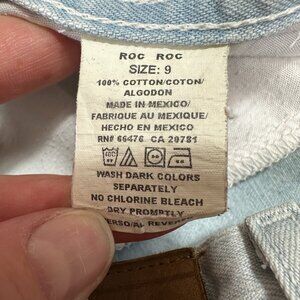 ROC ROC
SIZE: 9
100% COTTON/COTON/
ALGODON
MADE IN MEXICO/
FABRIQUE AU MEXIQUE/
HECHO EN MEXICO
RN# 66476 CA 20781
WASH DARK COLORS
SEPARATELY
NO CHLORINE BLEACH
DRY PROMPTLY